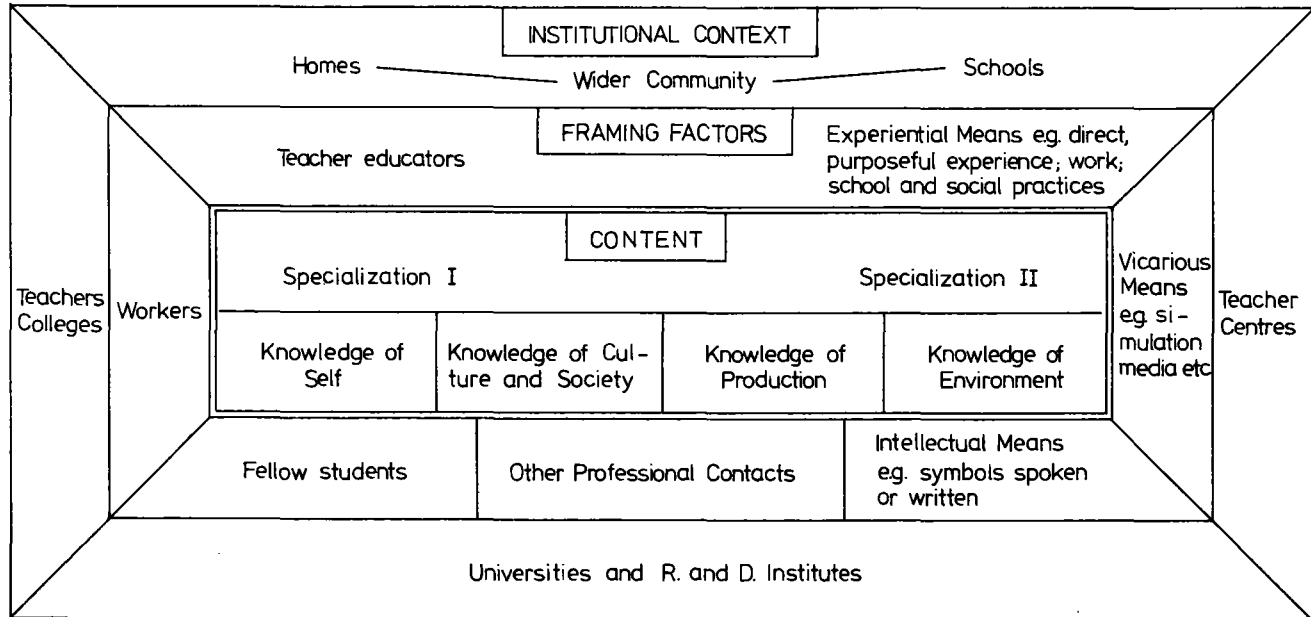 INSTITUTIONAL CONTEXT
Homes
Wider Community
Schools
FRAMING FACTORS
Teacher educators
Experiential Means e.g. direct,
purposeful experience; work;
school and social practices
CONTENT
Specialization I
Specialization II
Teachers
Colleges
Workers
Knowledge of
Self
Knowledge of Cul-
ture and Society
Knowledge of
Production
Knowledge of
Environment
Vicarious
Means
eg. si-
mulation
media etc
Teacher
Centres
Fellow students
Other Professional Contacts
Intellectual Means
e.g. symbols spoken
or written
Universities and R. and D. Institutes